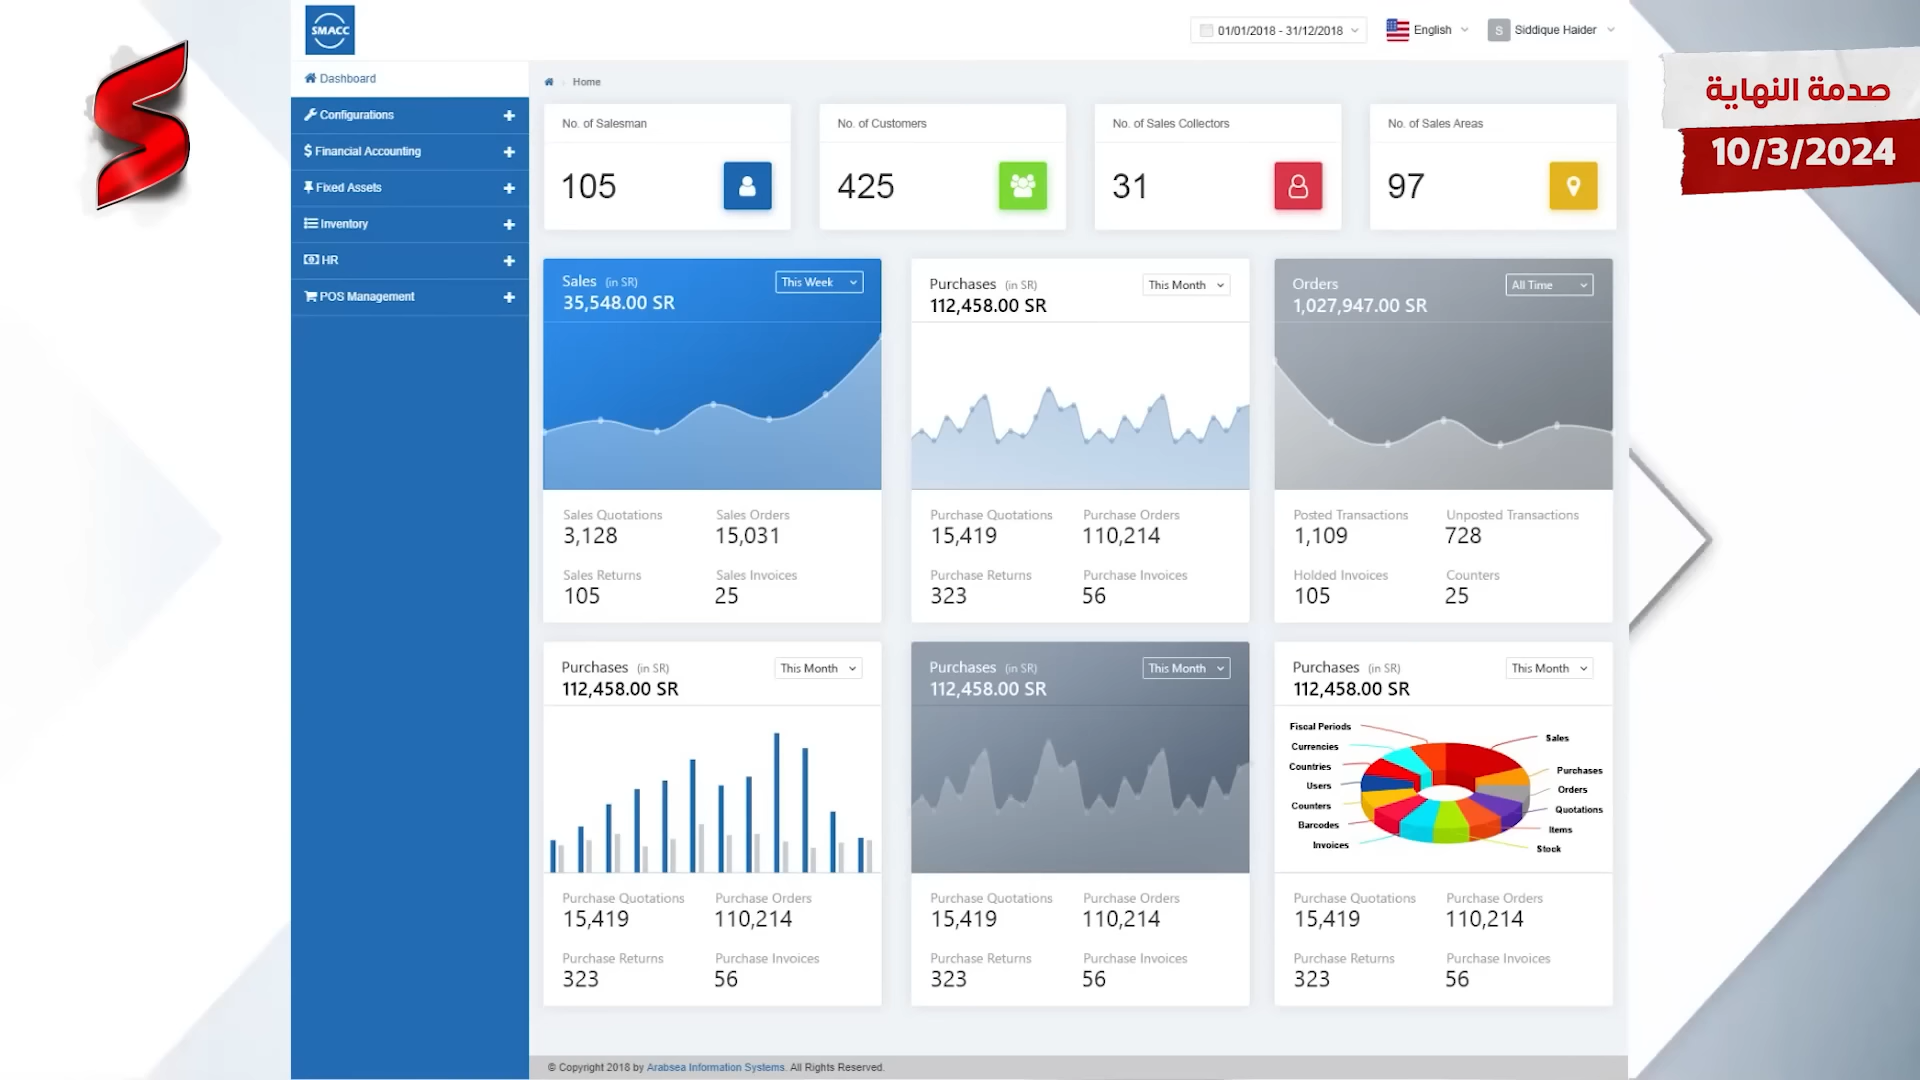 SMACC
01/01/2018 - 31/12/2018
English
S
Siddique Haider
صدمة النهاية
10/3/2024
Dashboard
Configurations
Financial Accounting
Fixed Assets
Inventory
HR
POS Management
Home
No. of Salesman
105
No. of Customers
425
No. of Sales Collectors
31
No. of Sales Areas
97
Sales (in SR)
This Week
35,548.00 SR
Sales Quotations
Sales Orders
3,128
15,031
Sales Returns
Sales Invoices
105
25
Purchases (in SR)
This Month
112,458.00 SR
Purchase Quotations
Purchase Orders
15,419
110,214
Purchase Returns
Purchase Invoices
323
56
Orders
All Time
1,027,947.00 SR
Posted Transactions
Unposted Transactions
1,109
728
Holded Invoices
Counters
105
25
Purchases (in SR)
This Month
112,458.00 SR
Purchase Quotations
Purchase Orders
15,419
110,214
Purchase Returns
Purchase Invoices
323
56
Purchases (in SR)
This Month
112,458.00 SR
Purchase Quotations
Purchase Orders
15,419
110,214
Purchase Returns
Purchase Invoices
323
56
Purchases (in SR)
This Month
112,458.00 SR
Fiscal Periods
Currencies
Countries
Users
Counters
Barcodes
Invoices
Sales
Purchases
Orders
Quotations
Items
Stock
Purchase Quotations
Purchase Orders
15,419
110,214
Purchase Returns
Purchase Invoices
323
56
© Copyright 2018 by Arabsea Information Systems. All Rights Reserved.